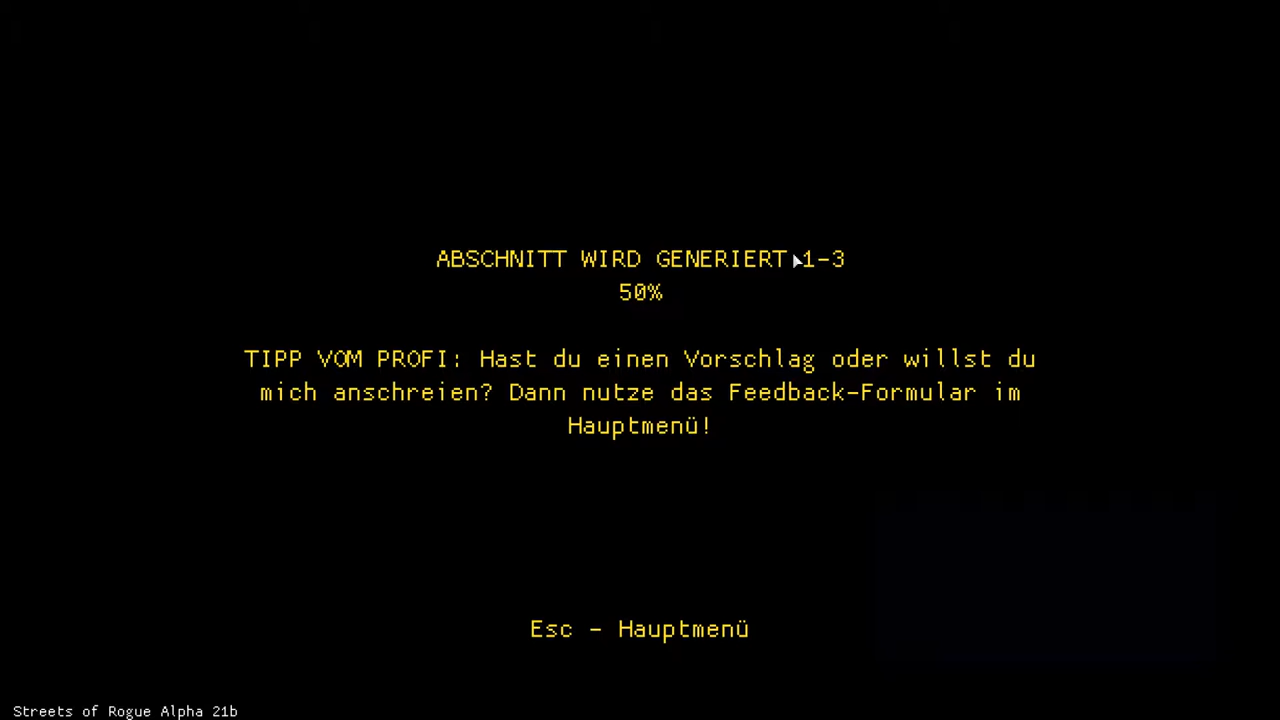 ABSCHNITT WIRD GENERIERT 1-3
50%
TIPP VOM PROFI: Hast du einen Vorschlag oder willst du
mich anschreien? Dann nutze das Feedback-Formular im
Hauptmenü!
Esc - Hauptmenü
Streets of Rogue Alpha 21b